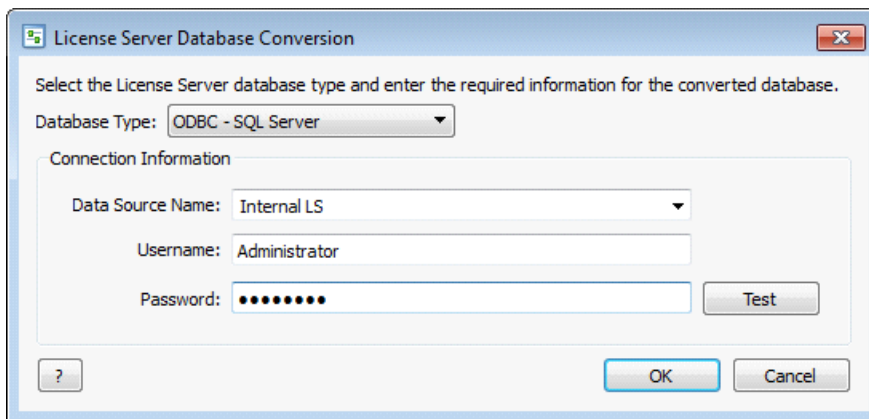 License Server Database Conversion
Select the License Server database type and enter the required information for the converted database.
Database Type: ODBC - SQL Server
Connection Information
Data Source Name: Internal LS
Username: Administrator
Password: ●●●●●●●● Test
? OK Cancel